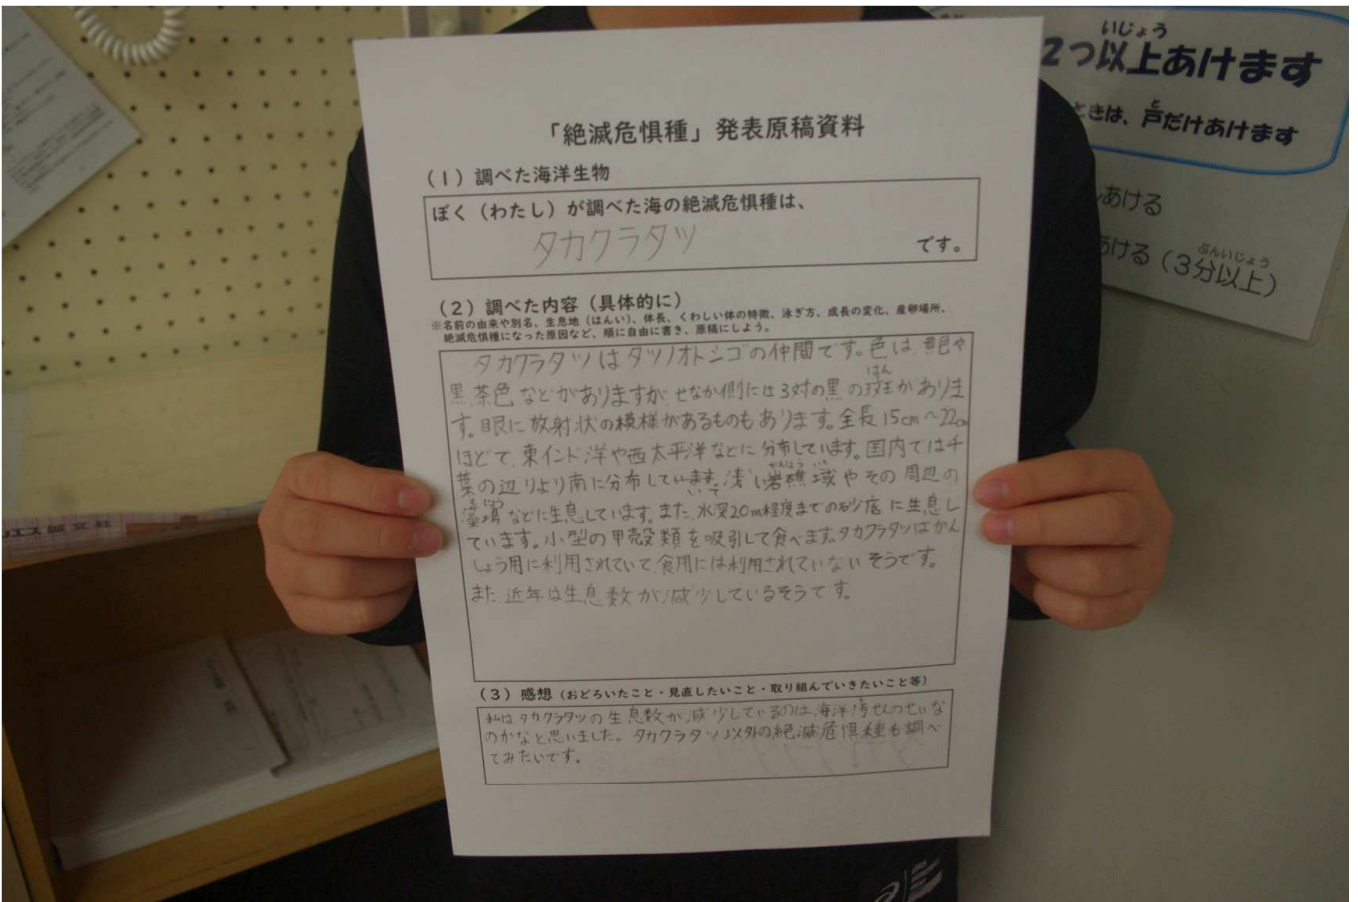 いじょう
2つ以上あけます
と
ときは、戸だけあけます
あける
ぷんいじょう
ける（3分以上）
「絶滅危惧種」発表原稿資料
（1）調べた海洋生物
ぼく（わたし）が調べた海の絶滅危惧種は、
タカクラタツ
です。
（2）調べた内容（具体的に）
※名前の由来や別名、生息地（はんい）、体長、くわしい体の特徴、泳ぎ方、成長の変化、産卵場所、
絶滅危惧種になった原因など、順に自由に書き、原稿にしよう。
タカクラタツはタツノオトシゴの仲間です。色は、や
はん
黒、茶色などがありますが、せなか側には3対の黒の斑がありま
す。眼に放射状の模様があるものもあります。全長15cm〜22cm
ほどで、東インド洋や西太平洋などに分布しています。国内では千
がんしょう いき
葉の辺りより南に分布していて、浅い岩礁域やその周辺の
藻場などに生息しています。また、水深20m程度までの砂底に生息し
ています。小型の甲殻類を吸引して食べます。タカクラタツはかん
しょう用に利用されていて、食用には利用されていないそうです。
また、近年は生息数が減少しているそうです。
（3）感想（おどろいたこと・見直したいこと・取り組んでいきたいこと等）
私は、タカクラタツの生息数が減少しているのは、海洋汚せんのせいな
のかなと思いました。タカクラタツ以外の絶滅危惧種も調べ
てみたいです。